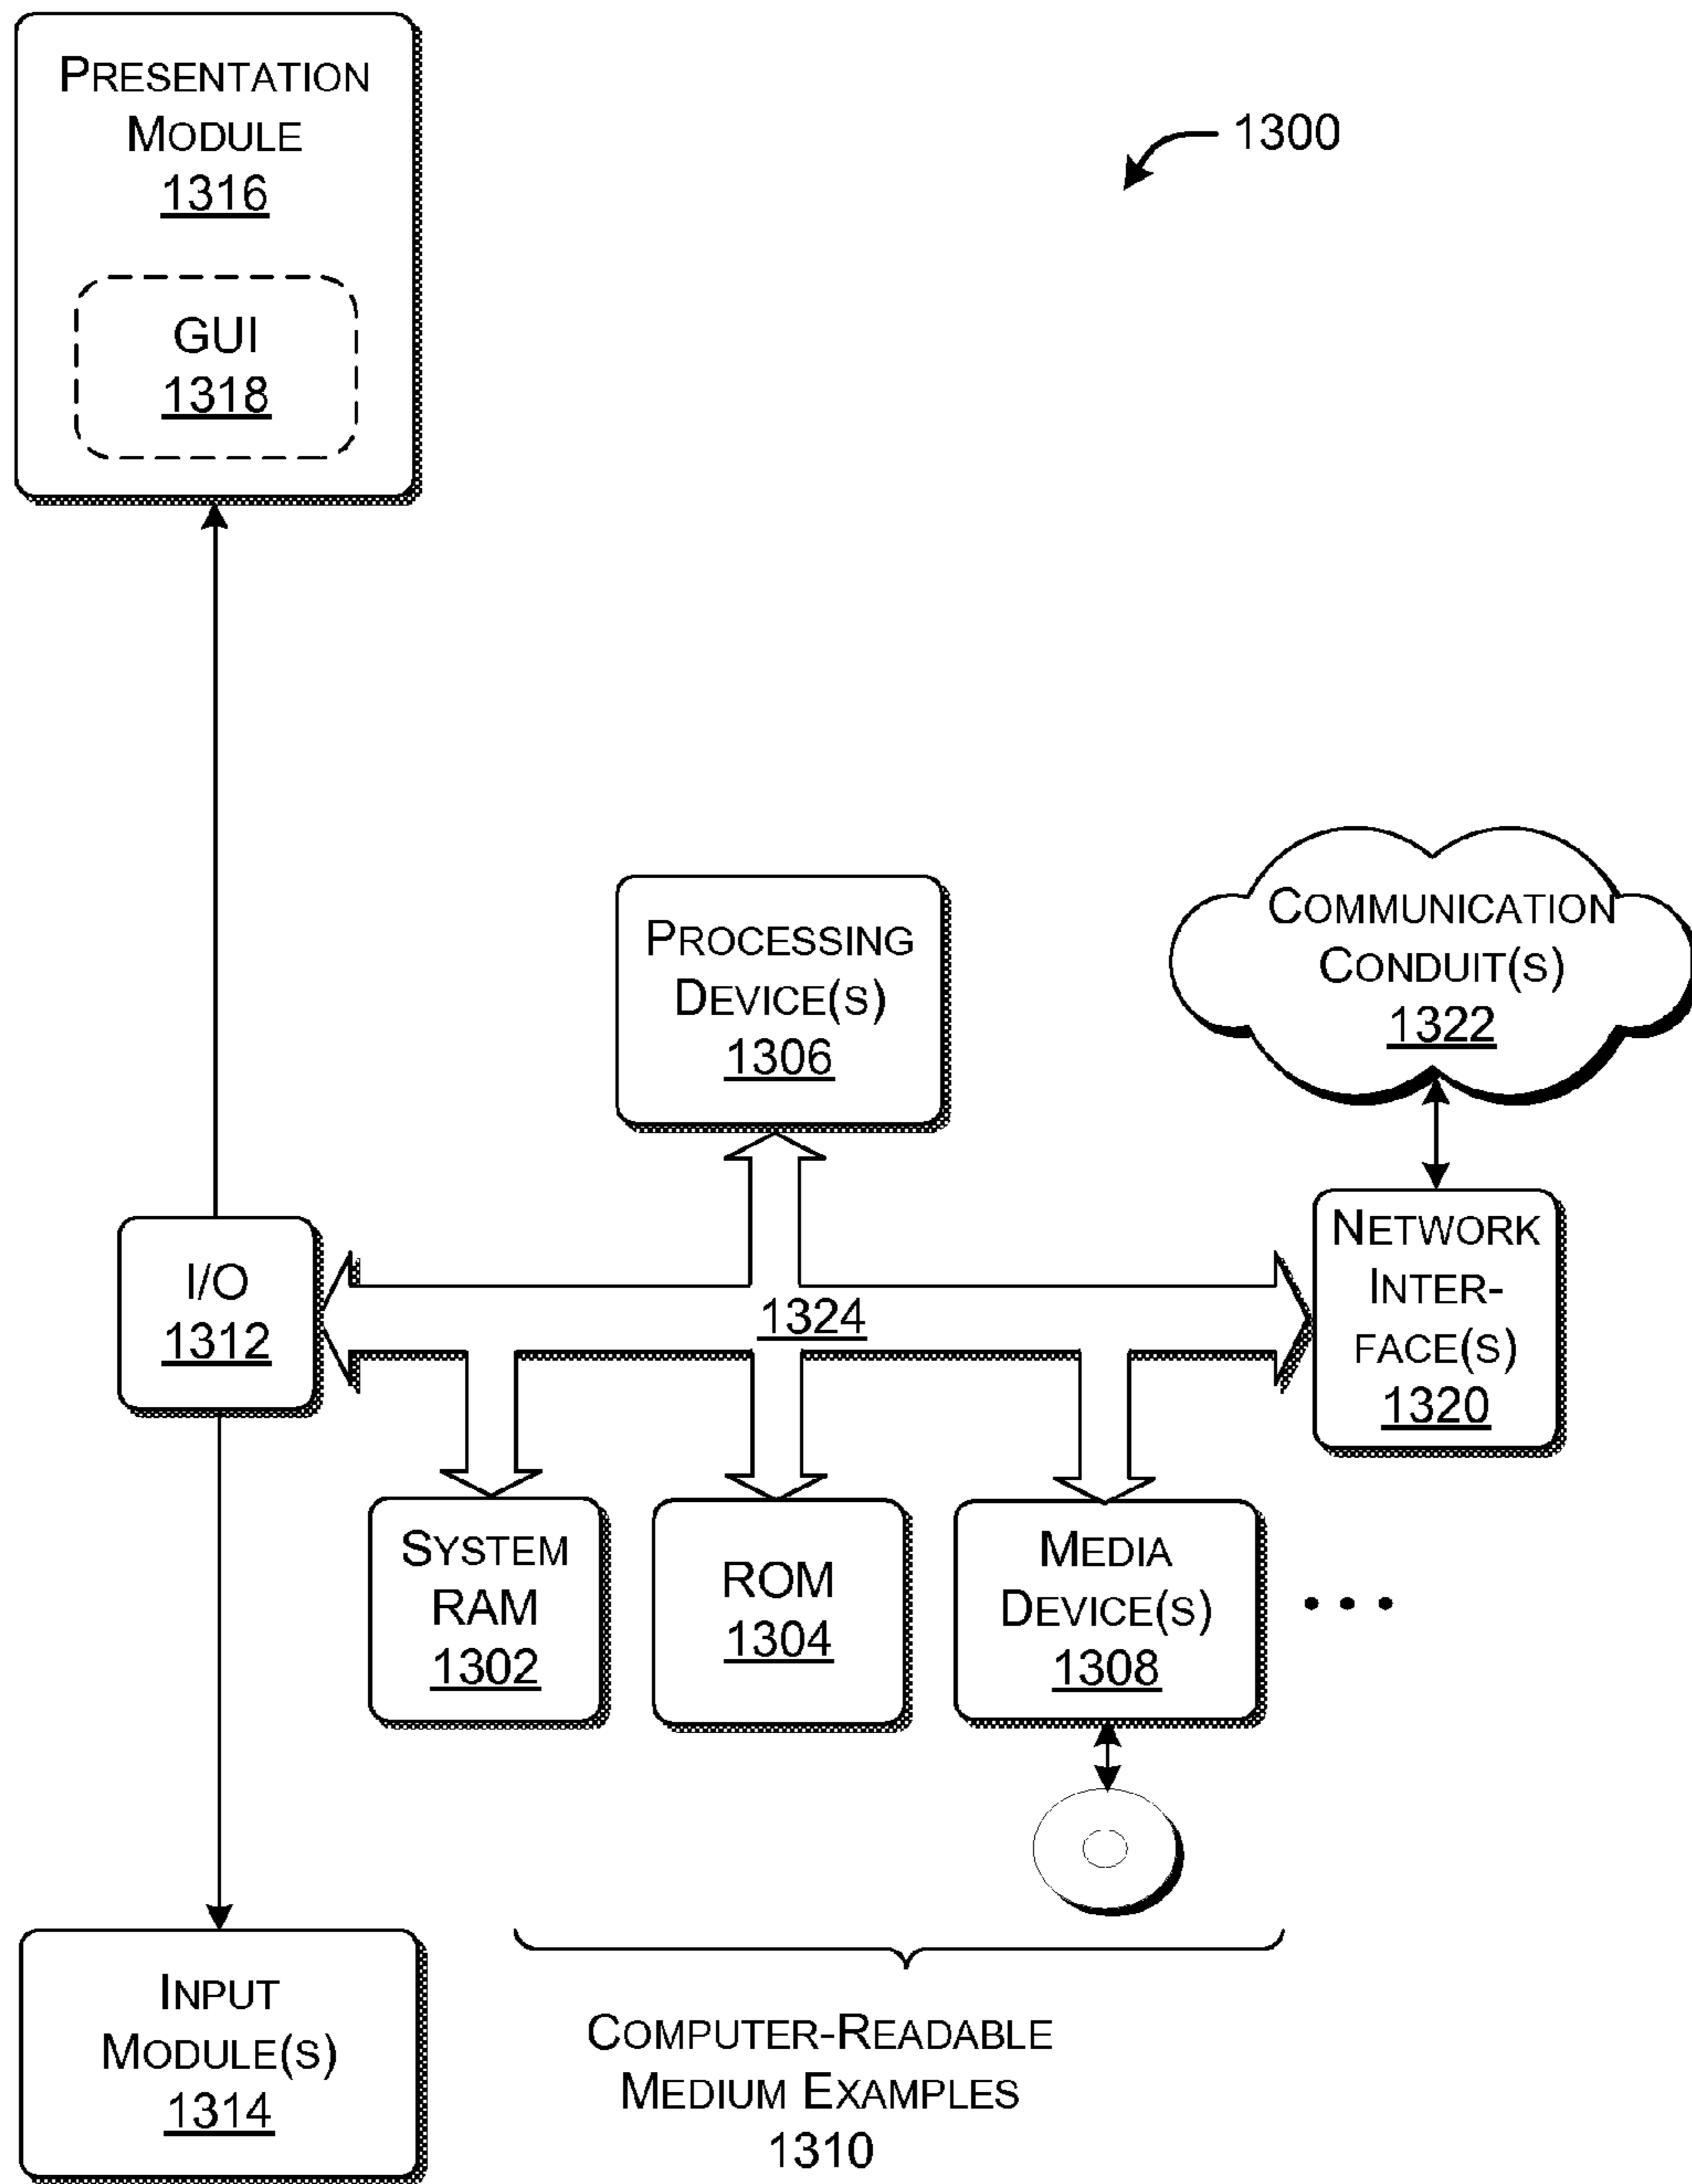 PRESENTATION
MODULE
1316
GUI
1318
1300
PROCESSING
DEVICE(S)
1306
COMMUNICATION
CONDUIT(S)
1322
I/O
1312
1324
NETWORK
INTER-
FACE(S)
1320
SYSTEM
RAM
1302
ROM
1304
MEDIA
DEVICE(S)
1308
• • •
INPUT
MODULE(S)
1314
COMPUTER-READABLE
MEDIUM EXAMPLES
1310